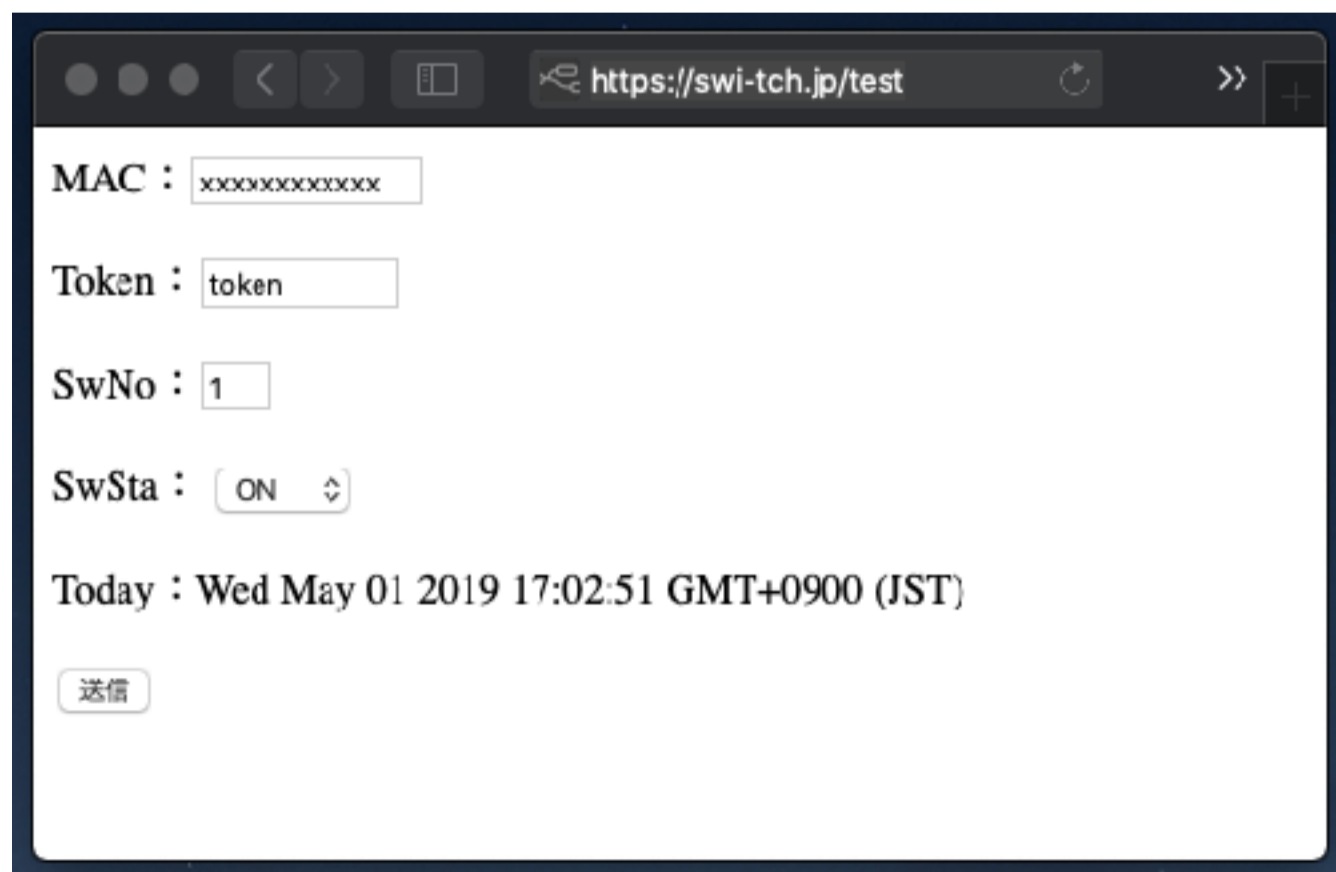 https://swi-tch.jp/test
MAC：xxxxxxxxxxxx
Token：token
SwNo：1
SwSta：ON
Today：Wed May 01 2019 17:02:51 GMT+0900 (JST)
送信